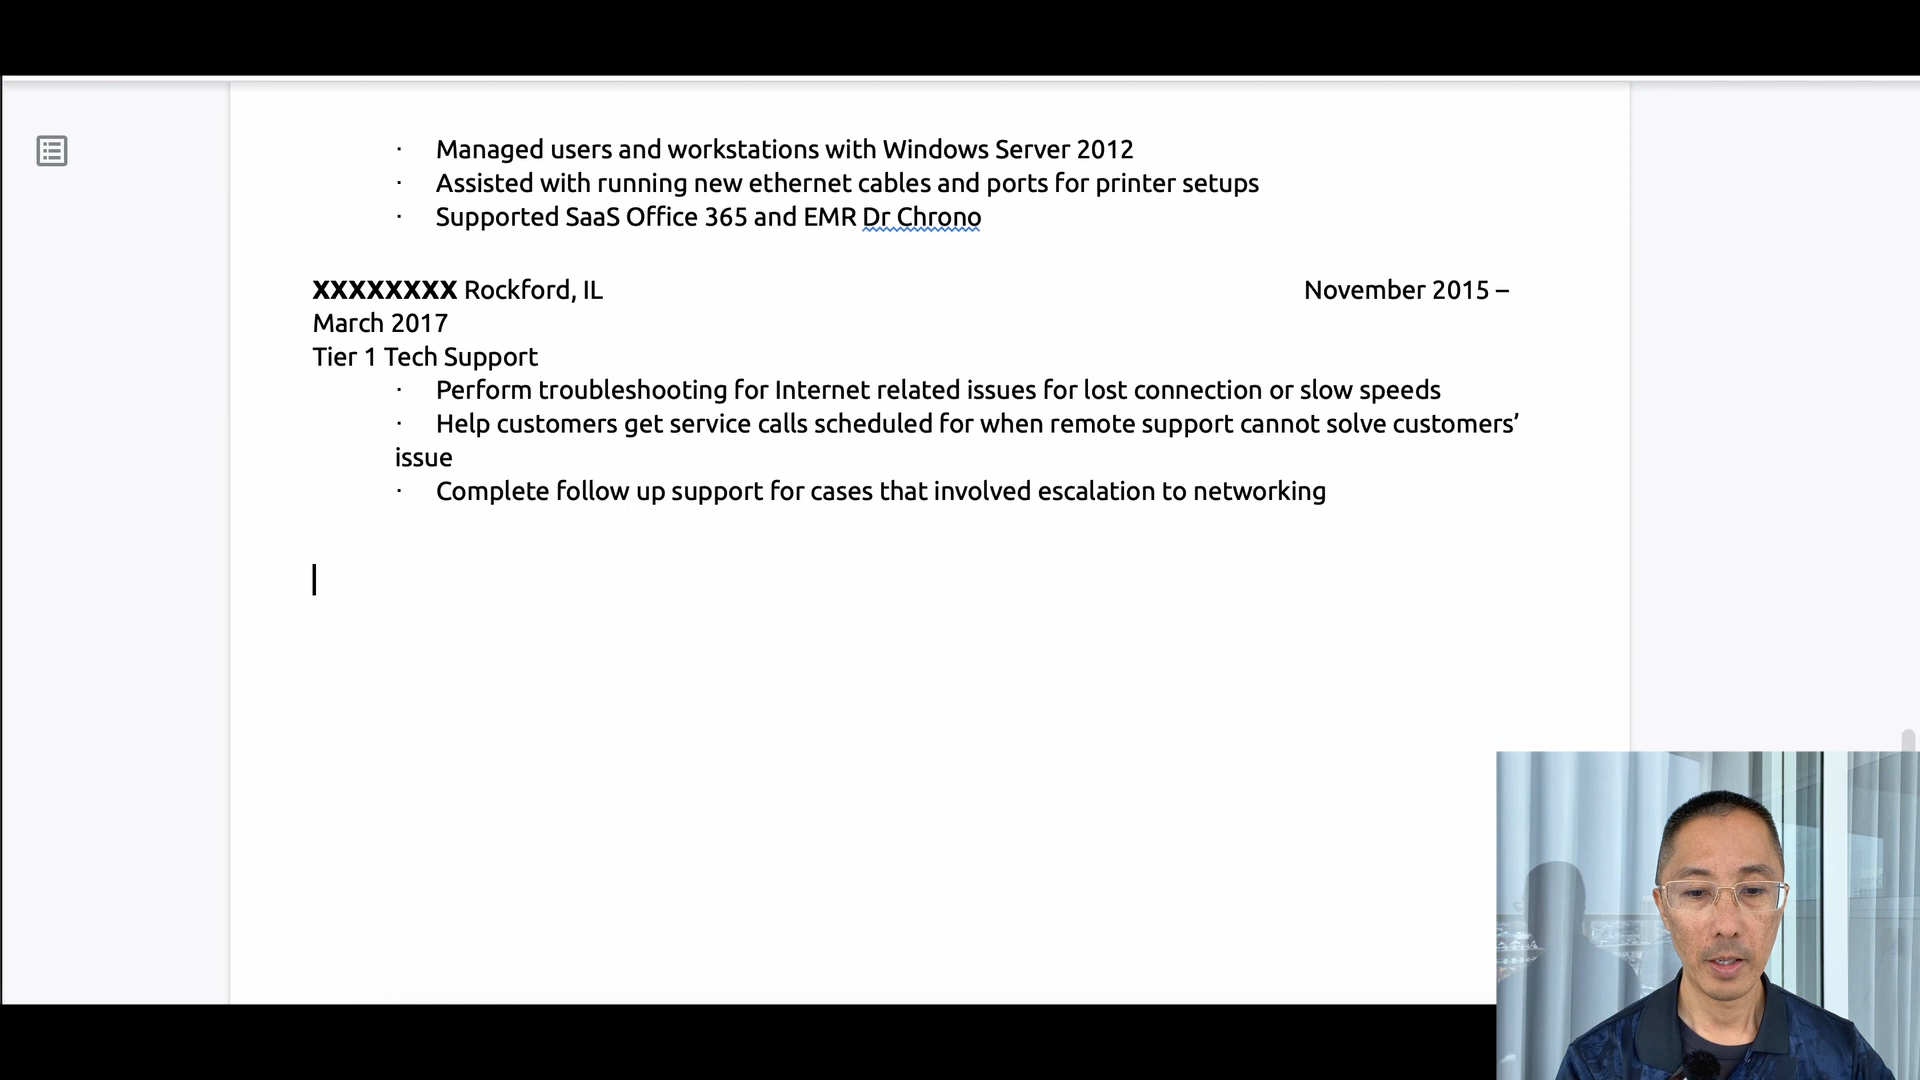 · Managed users and workstations with Windows Server 2012
· Assisted with running new ethernet cables and ports for printer setups
· Supported SaaS Office 365 and EMR Dr Chrono
XXXXXXXX Rockford, IL November 2015 –
March 2017
Tier 1 Tech Support
· Perform troubleshooting for Internet related issues for lost connection or slow speeds
· Help customers get service calls scheduled for when remote support cannot solve customers’
issue
· Complete follow up support for cases that involved escalation to networking